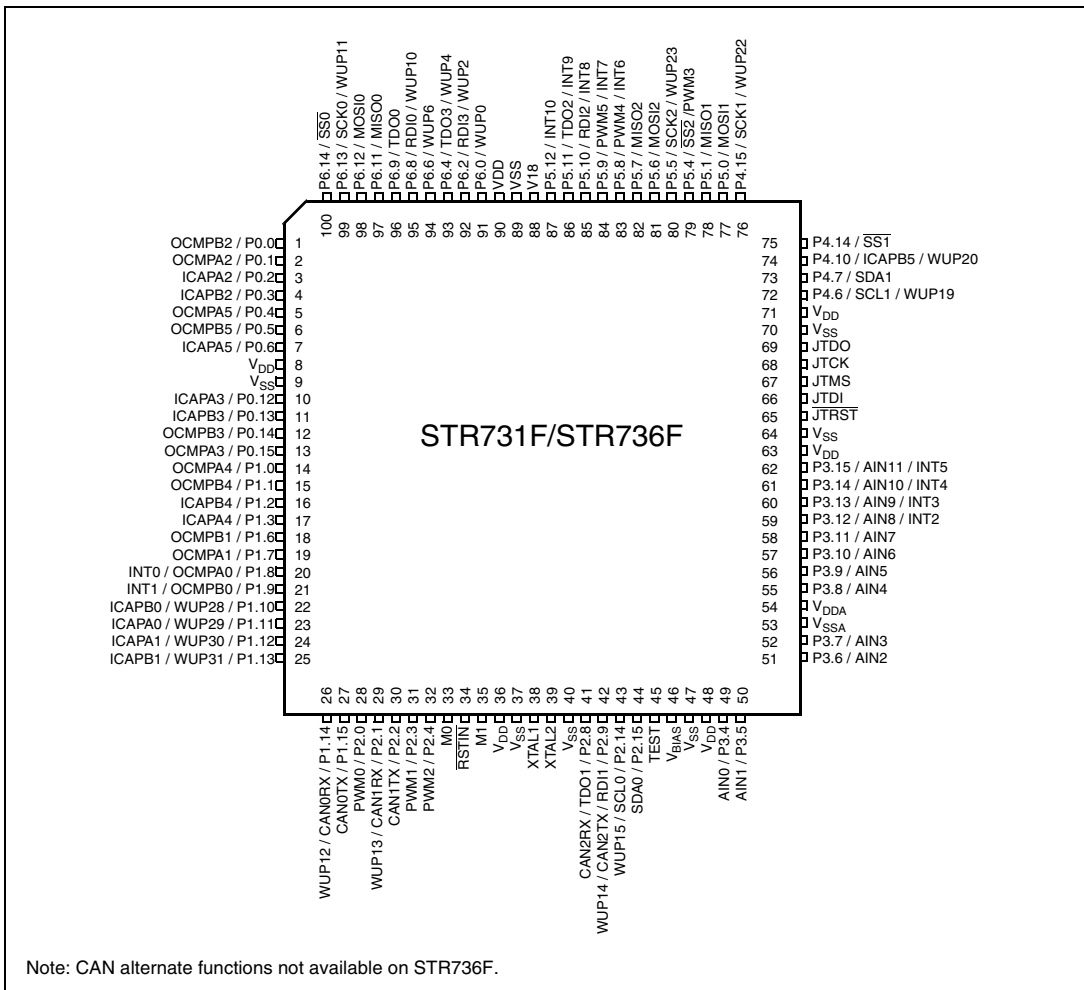 P6.14 / SS0
P6.13 / SCK0 / WUP11
P6.12 / MOSI0
P6.11 / MISO0
P6.9 / TDO0
P6.8 / RDI0 / WUP10
P6.6 / WUP6
P6.4 / TDO3 / WUP4
P6.2 / RDI3 / WUP2
P6.0 / WUP0
VDD
VSS
V18
P5.12 / INT10
P5.11 / TDO2 / INT9
P5.10 / RDI2 / INT8
P5.9 / PWM5 / INT7
P5.8 / PWM4 / INT6
P5.7 / MISO2
P5.6 / MOSI2
P5.5 / SCK2 / WUP23
P5.4 / SS2 /PWM3
P5.1 / MISO1
P5.0 / MOSI1
P4.15 / SCK1 / WUP22
100
99
98
97
96
95
94
93
92
91
90
89
88
87
86
85
84
83
82
81
80
79
78
77
76
OCMPB2 / P0.0 1
OCMPA2 / P0.1 2
ICAPA2 / P0.2 3
ICAPB2 / P0.3 4
OCMPA5 / P0.4 5
OCMPB5 / P0.5 6
ICAPA5 / P0.6 7
VDD 8
VSS 9
ICAPA3 / P0.12 10
ICAPB3 / P0.13 11
OCMPB3 / P0.14 12
OCMPA3 / P0.15 13
OCMPA4 / P1.0 14
OCMPB4 / P1.1 15
ICAPB4 / P1.2 16
ICAPA4 / P1.3 17
OCMPB1 / P1.6 18
OCMPA1 / P1.7 19
INT0 / OCMPA0 / P1.8 20
INT1 / OCMPB0 / P1.9 21
ICAPB0 / WUP28 / P1.10 22
ICAPA0 / WUP29 / P1.11 23
ICAPA1 / WUP30 / P1.12 24
ICAPB1 / WUP31 / P1.13 25
STR731F/STR736F
75 P4.14 / SS1
74 P4.10 / ICAPB5 / WUP20
73 P4.7 / SDA1
72 P4.6 / SCL1 / WUP19
71 VDD
70 VSS
69 JTDO
68 JTCK
67 JTMS
66 JTDI
65 JTRST
64 VSS
63 VDD
62 P3.15 / AIN11 / INT5
61 P3.14 / AIN10 / INT4
60 P3.13 / AIN9 / INT3
59 P3.12 / AIN8 / INT2
58 P3.11 / AIN7
57 P3.10 / AIN6
56 P3.9 / AIN5
55 P3.8 / AIN4
54 VDDA
53 VSSA
52 P3.7 / AIN3
51 P3.6 / AIN2
26
27
28
29
30
31
32
33
34
35
36
37
38
39
40
41
42
43
44
45
46
47
48
49
50
WUP12 / CAN0RX / P1.14
CAN0TX / P1.15
PWM0 / P2.0
WUP13 / CAN1RX / P2.1
CAN1TX / P2.2
PWM1 / P2.3
PWM2 / P2.4
M0
RSTIN
M1
VDD
VSS
XTAL1
XTAL2
VSS
CAN2RX / TDO1 / P2.8
WUP14 / CAN2TX / RDI1 / P2.9
WUP15 / SCL0 / P2.14
SDA0 / P2.15
TEST
VBIAS
VSS
VDD
AIN0 / P3.4
AIN1 / P3.5
Note: CAN alternate functions not available on STR736F.